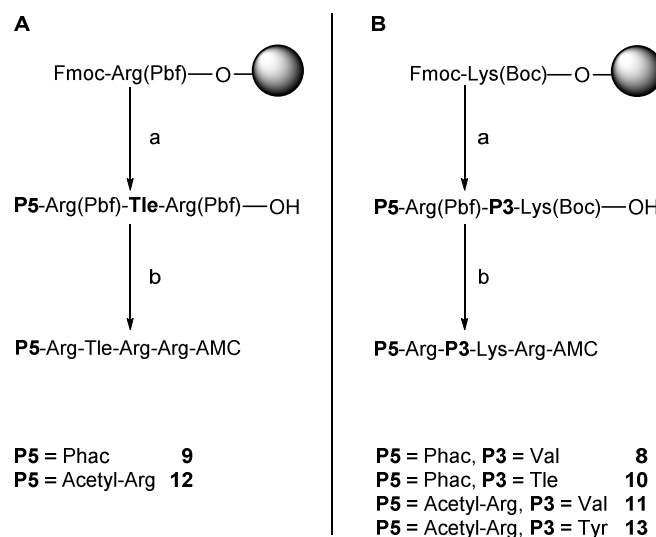 A
Fmoc-Arg(Pbf)—O
a
P5-Arg(Pbf)-Tle-Arg(Pbf)—OH
b
P5-Arg-Tle-Arg-Arg-AMC
P5 = Phac 9
P5 = Acetyl-Arg 12
B
Fmoc-Lys(Boc)—O
a
P5-Arg(Pbf)-P3-Lys(Boc)—OH
b
P5-Arg-P3-Lys-Arg-AMC
P5 = Phac, P3 = Val 8
P5 = Phac, P3 = Tle 10
P5 = Acetyl-Arg, P3 = Val 11
P5 = Acetyl-Arg, P3 = Tyr 13